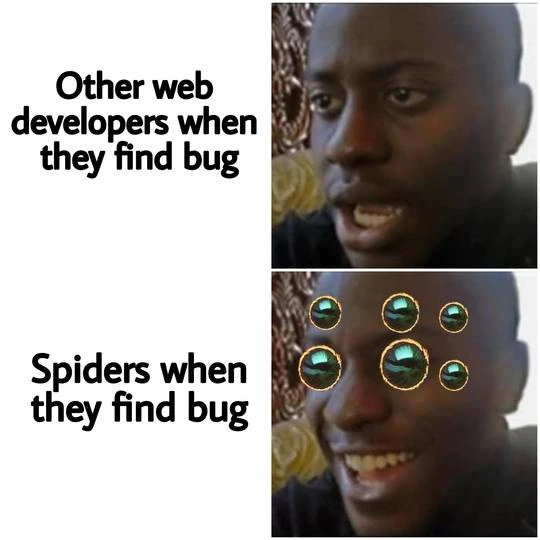 Other web
developers when
they find bug
Spiders when
they find bug